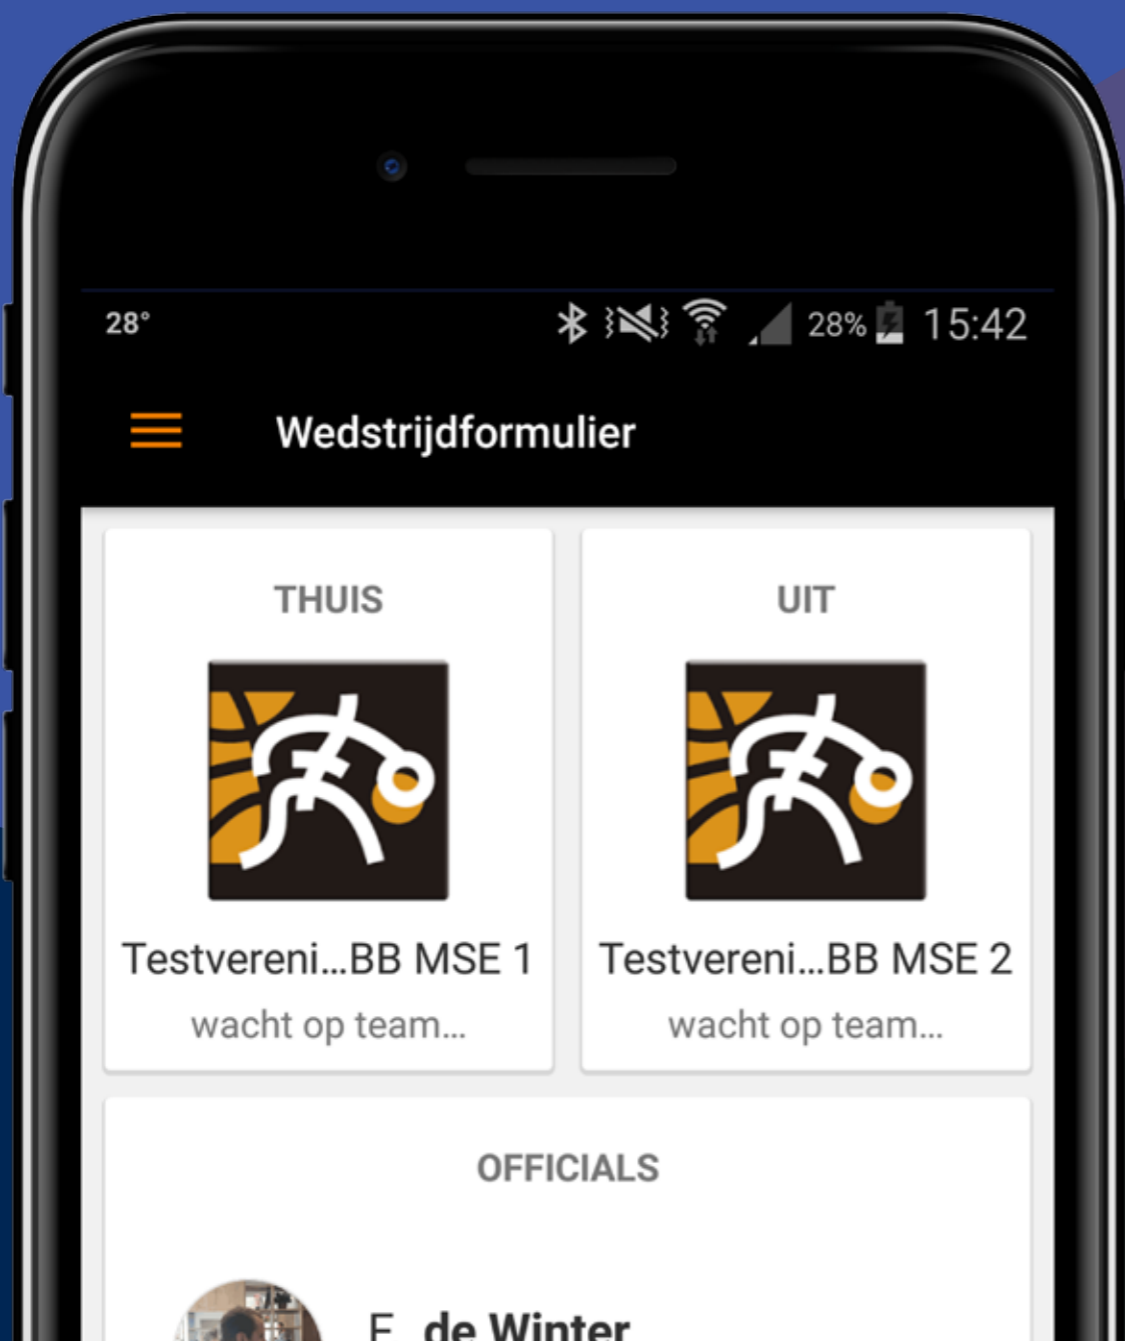 28° 28% 15:42
Wedstrijdformulier
THUIS UIT
Testvereni...BB MSE 1 Testvereni...BB MSE 2
wacht op team... wacht op team...
OFFICIALS
F. de Winter